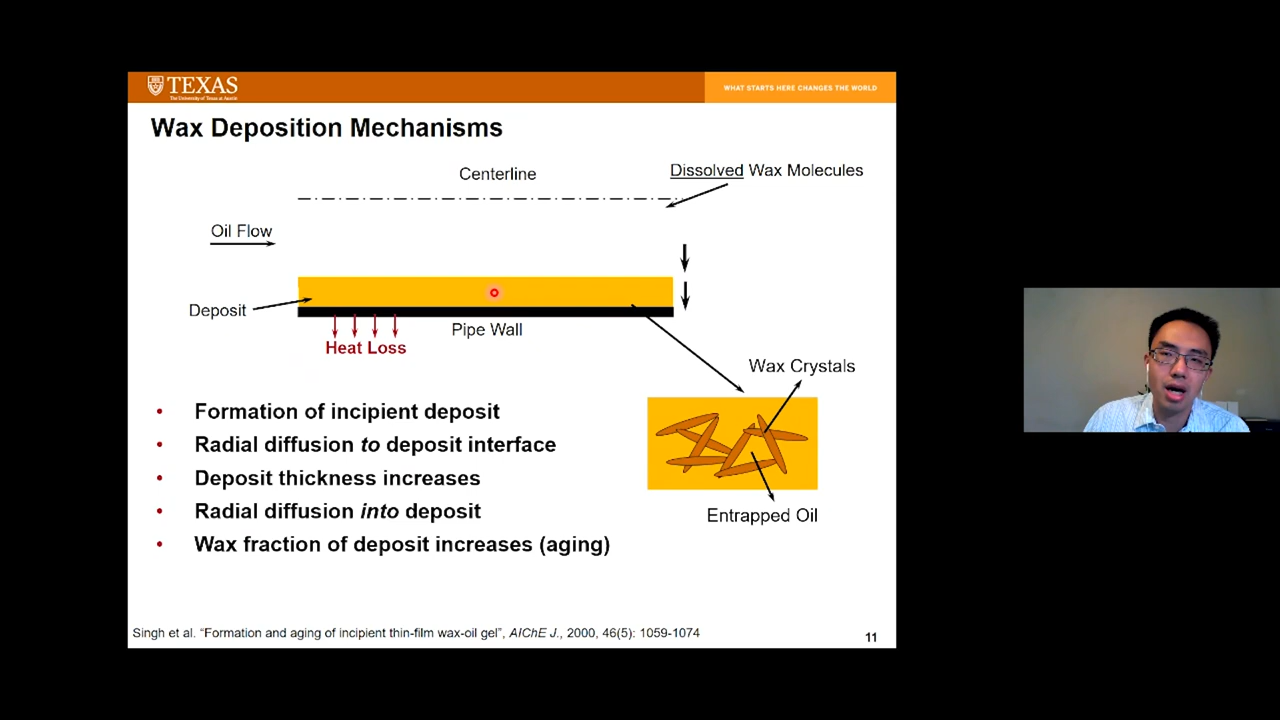 TEXAS
The University of Texas at Austin
WHAT STARTS HERE CHANGES THE WORLD
Wax Deposition Mechanisms
Centerline
Dissolved Wax Molecules
Oil Flow
Deposit
Pipe Wall
Heat Loss
Wax Crystals
• Formation of incipient deposit
• Radial diffusion to deposit interface
• Deposit thickness increases
• Radial diffusion into deposit
• Wax fraction of deposit increases (aging)
Entrapped Oil
Singh et al. “Formation and aging of incipient thin-film wax-oil gel”, AIChE J., 2000, 46(5): 1059-1074
11